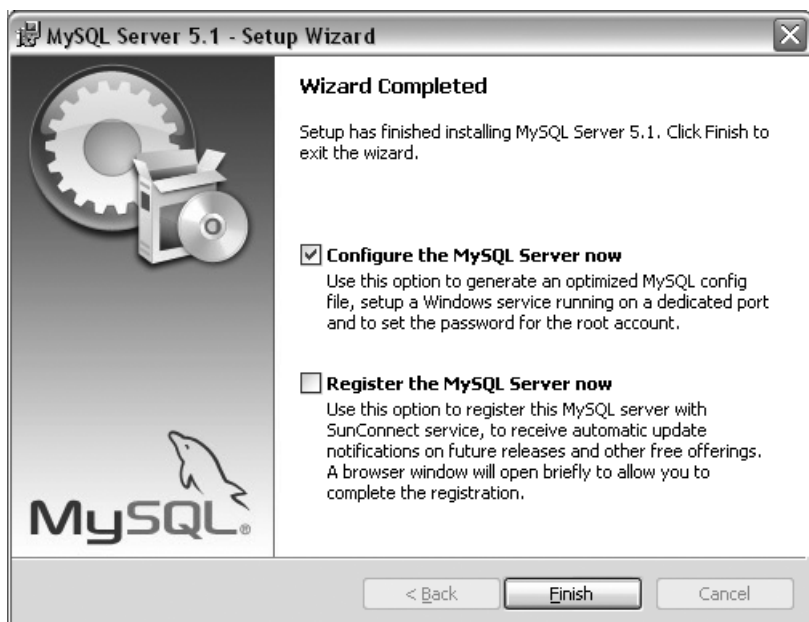 MySQL Server 5.1 - Setup Wizard
Wizard Completed
Setup has finished installing MySQL Server 5.1. Click Finish to
exit the wizard.
Configure the MySQL Server now
Use this option to generate an optimized MySQL config
file, setup a Windows service running on a dedicated port
and to set the password for the root account.
Register the MySQL Server now
Use this option to register this MySQL server with
SunConnect service, to receive automatic update
notifications on future releases and other free offerings.
A browser window will open briefly to allow you to
complete the registration.
MySQL®
< Back
Finish
Cancel